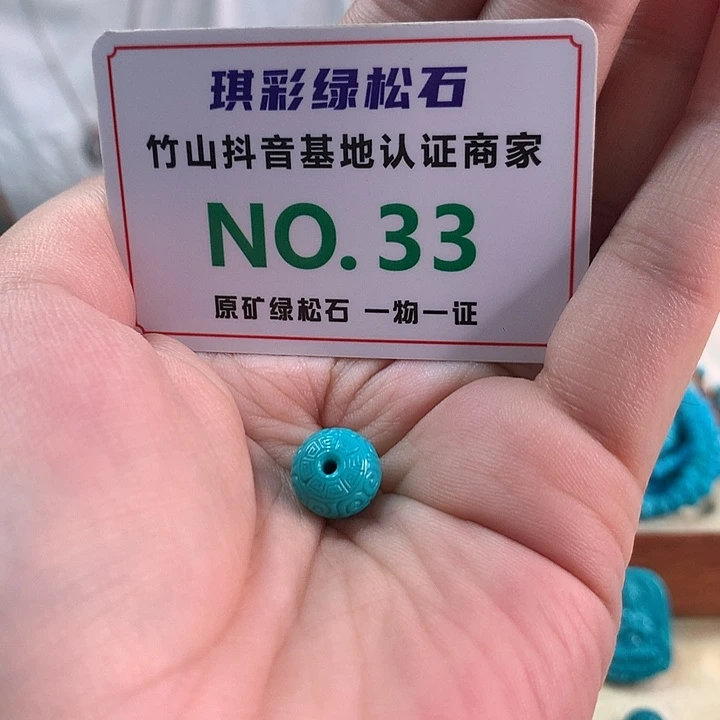 琪彩绿松石
竹山抖音基地认证商家
NO.33
原矿绿松石 一物一证